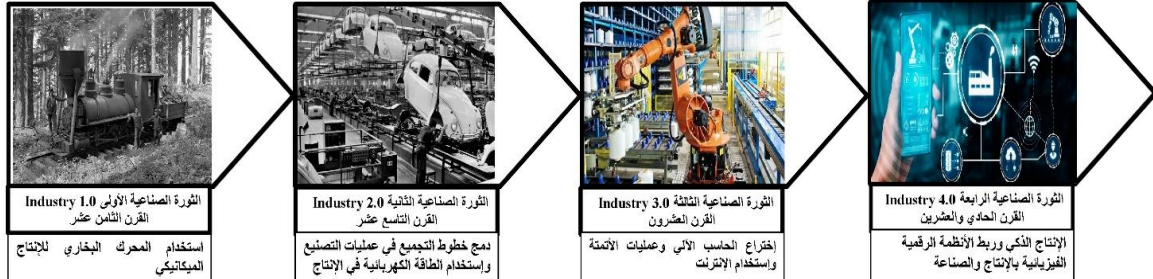 الثورة الصناعية الأولى Industry 1.0
القرن الثامن عشر
استخدام المحرك البخاري للإنتاج
الميكانيكي
الثورة الصناعية الثانية Industry 2.0
القرن التاسع عشر
دمج خطوط التجميع في عمليات التصنيع
وإستخدام الطاقة الكهربائية في الإنتاج
الثورة الصناعية الثالثة Industry 3.0
القرن العشرون
إختراع الحاسب الآلي وعمليات الأتمتة
وإستخدام الإنترنت
الثورة الصناعية الرابعة Industry 4.0
القرن الحادي والعشرين
الإنتاج الذكي وربط الأنظمة الرقمية
الفيزيائية بالإنتاج والصناعة